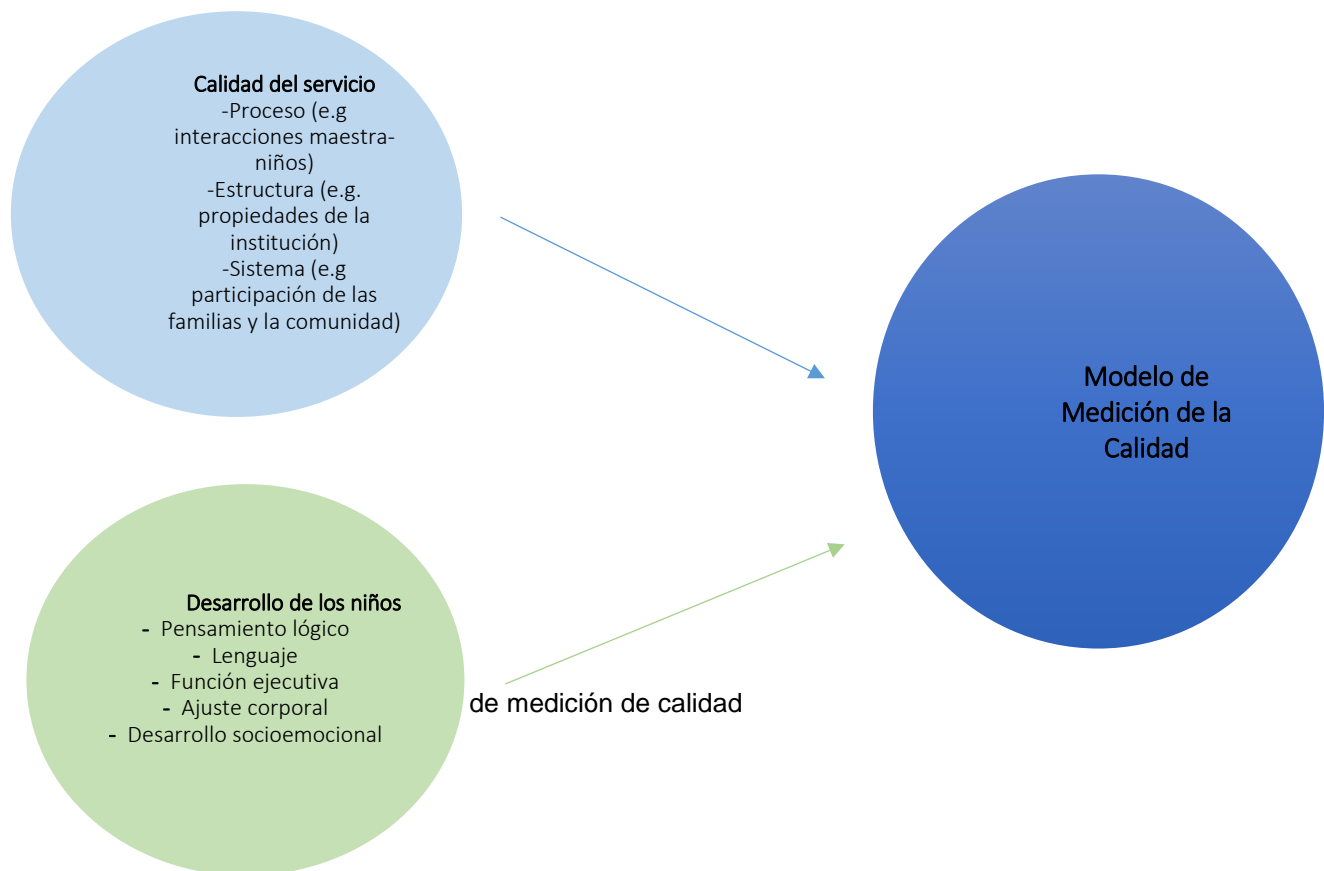 Calidad del servicio
-Proceso (e.g
interacciones maestra-
niños)
-Estructura (e.g.
propiedades de la
institución)
-Sistema (e.g
participación de las
familias y la comunidad)
Modelo de
Medición de la
Calidad
Desarrollo de los niños
- Pensamiento lógico
- Lenguaje
- Función ejecutiva
- Ajuste corporal
- Desarrollo socioemocional
de medición de calidad